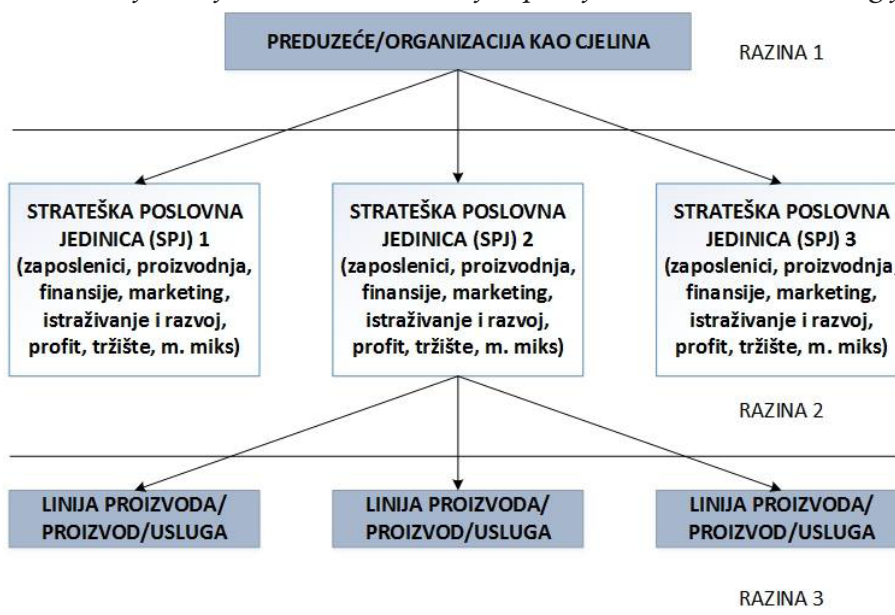 PREDUZEĆE/ORGANIZACIJA KAO CJELINA
RAZINA 1
STRATEŠKA POSLOVNA
JEDINICA (SPJ) 1
(zaposlenici, proizvodnja,
finansije, marketing,
istraživanje i razvoj,
profit, tržište, m. miks)
STRATEŠKA POSLOVNA
JEDINICA (SPJ) 2
(zaposlenici, proizvodnja,
finansije, marketing,
istraživanje i razvoj,
profit, tržište, m. miks)
STRATEŠKA POSLOVNA
JEDINICA (SPJ) 3
(zaposlenici, proizvodnja,
finansije, marketing,
istraživanje i razvoj,
profit, tržište, m. miks)
RAZINA 2
LINIJA PROIZVODA/
PROIZVOD/USLUGA
LINIJA PROIZVODA/
PROIZVOD/USLUGA
LINIJA PROIZVODA/
PROIZVOD/USLUGA
RAZINA 3